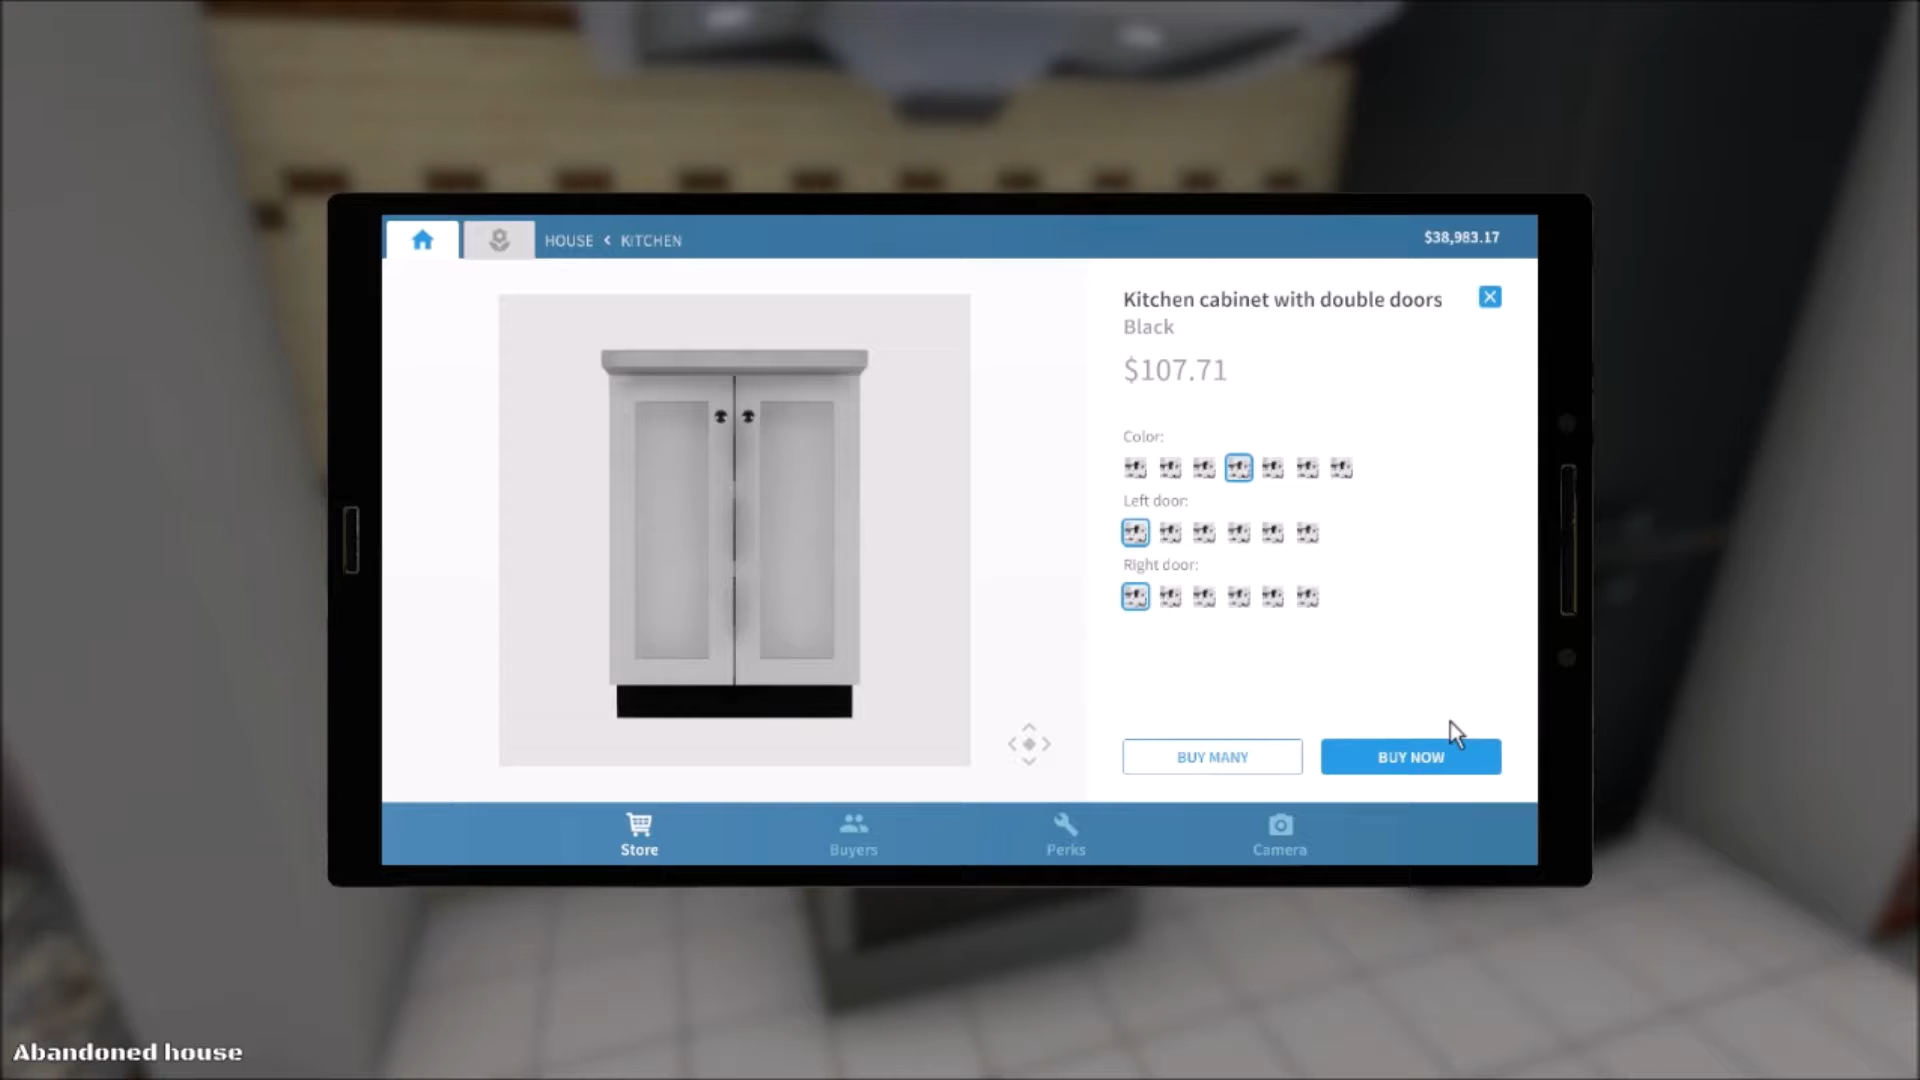 HOUSE < KITCHEN
$38,983.17
Kitchen cabinet with double doors
Black
$107.71
Color:
Left door:
Right door:
BUY MANY
BUY NOW
Store
Buyers
Perks
Camera
Abandoned house